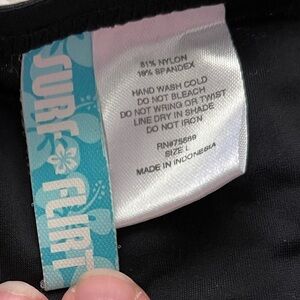 SURF FLIRT
81% NYLON
19% SPANDEX
HAND WASH COLD
DO NOT BLEACH
DO NOT WRING OR TWIST
LINE DRY IN SHADE
DO NOT IRON
RN#75869
SIZE L
MADE IN INDONESIA